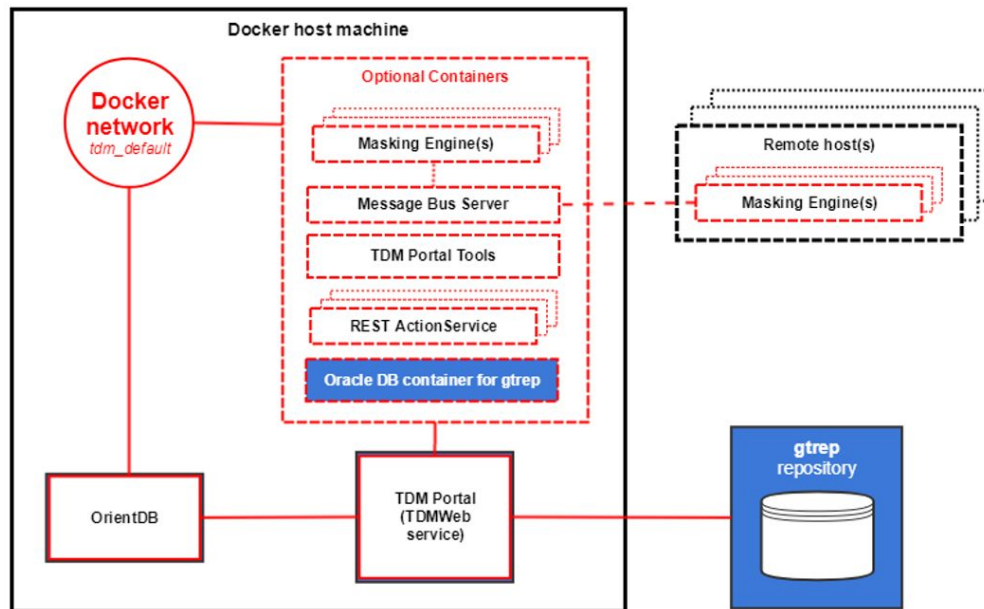 Docker host machine
Docker
network
tdm_default
Optional Containers
Masking Engine(s)
Message Bus Server
TDM Portal Tools
REST ActionService
Oracle DB container for gtrep
Remote host(s)
Masking Engine(s)
OrientDB
TDM Portal
(TDMWeb
service)
gtrep
repository